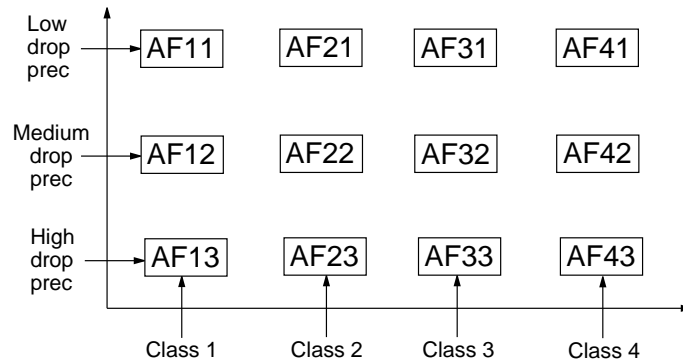 Low
drop
prec
AF11 AF21 AF31 AF41
Medium
drop
prec
AF12 AF22 AF32 AF42
High
drop
prec
AF13 AF23 AF33 AF43
Class 1 Class 2 Class 3 Class 4